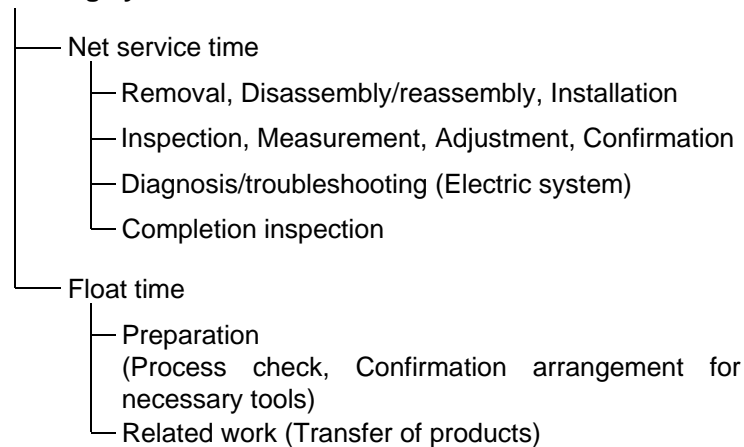 Net service time
Removal, Disassembly/reassembly, Installation
Inspection, Measurement, Adjustment, Confirmation
Diagnosis/troubleshooting (Electric system)
Completion inspection
Float time
Preparation
(Process check, Confirmation arrangement for
necessary tools)
Related work (Transfer of products)